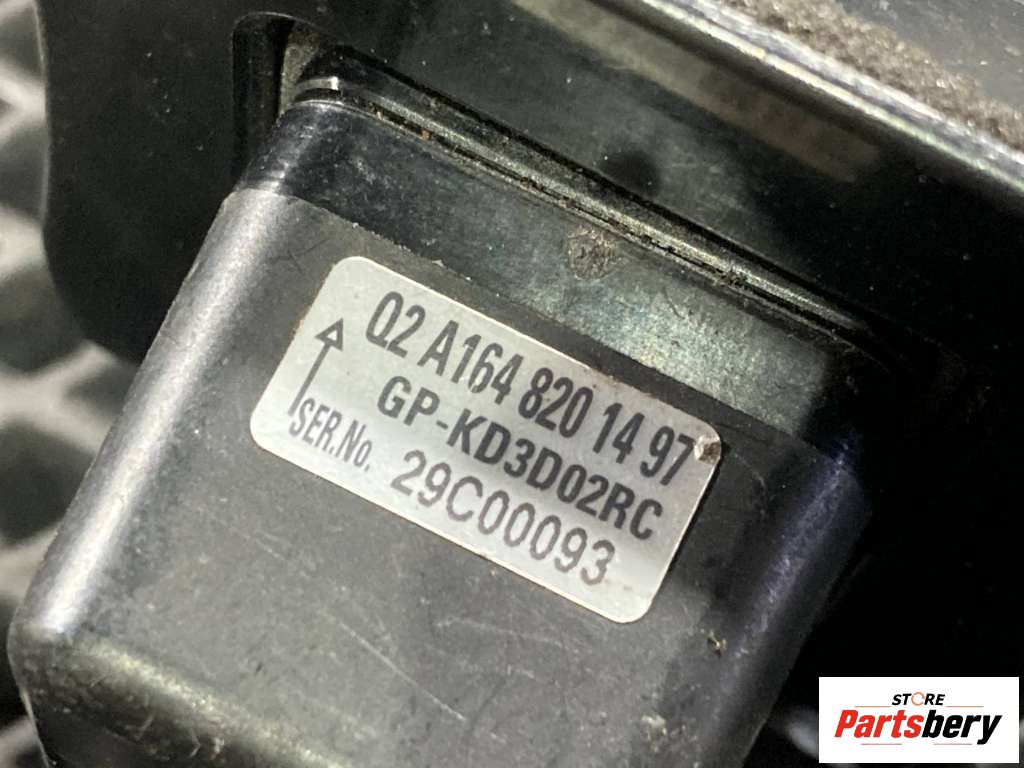 Q2 A164 820 14 97
GP-KD3D02RC
SER.No. 29C00093
STORE
Partsbery